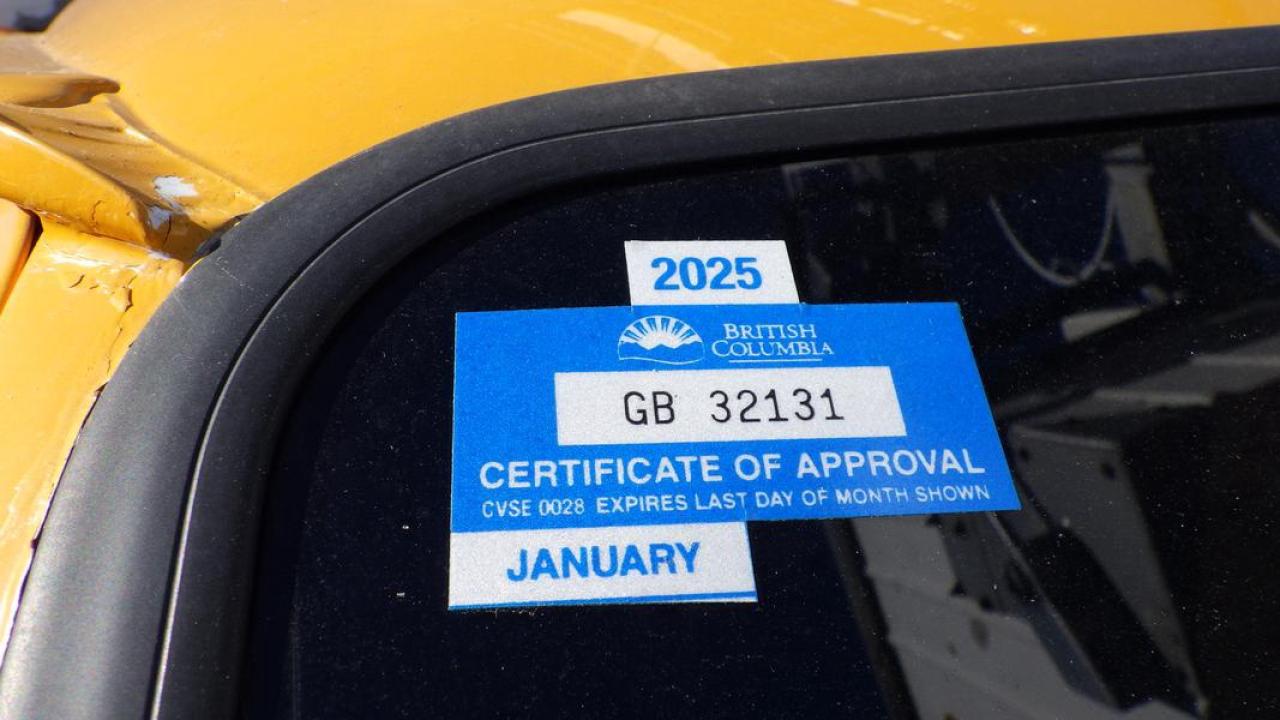 2025
BRITISH
COLUMBIA
GB 32131
CERTIFICATE OF APPROVAL
CVSE 0028 EXPIRES LAST DAY OF MONTH SHOWN
JANUARY